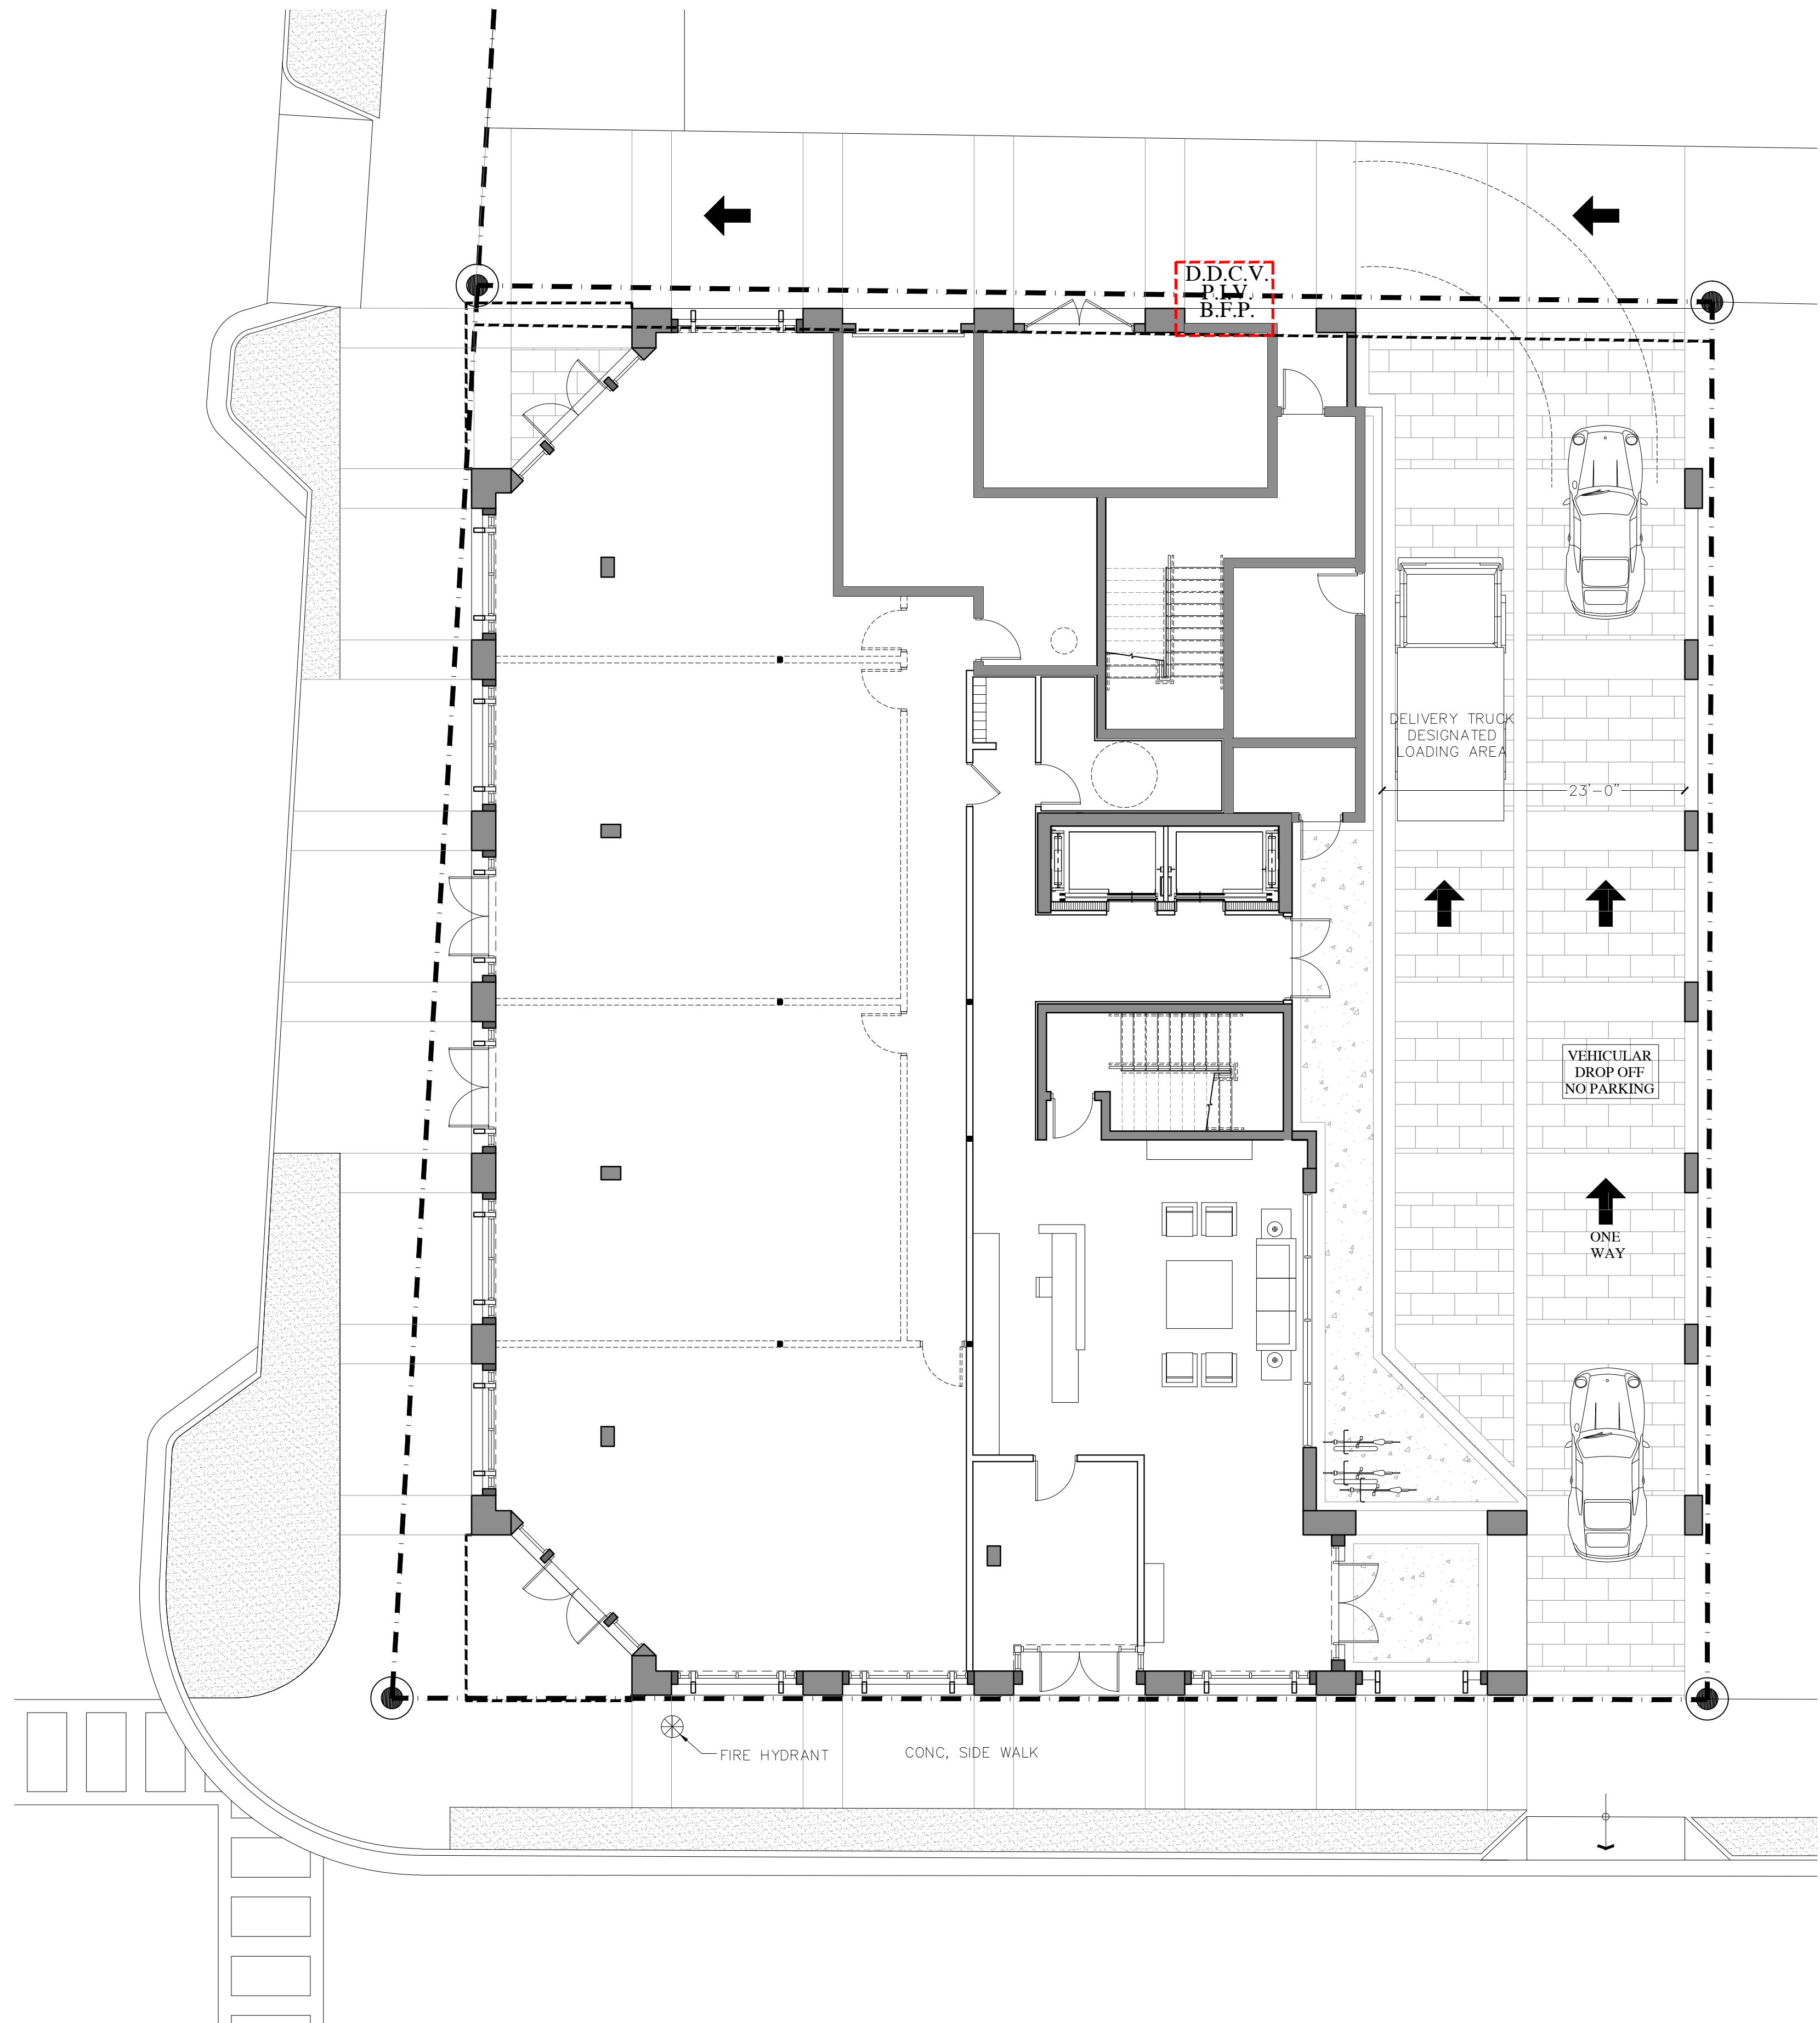 D.D.C.V.
P.I.V.
B.F.P.
DELIVERY TRUCK
DESIGNATED
LOADING AREA
23'-0"
VEHICULAR
DROP OFF
NO PARKING
ONE
WAY
FIRE HYDRANT
CONC, SIDE WALK